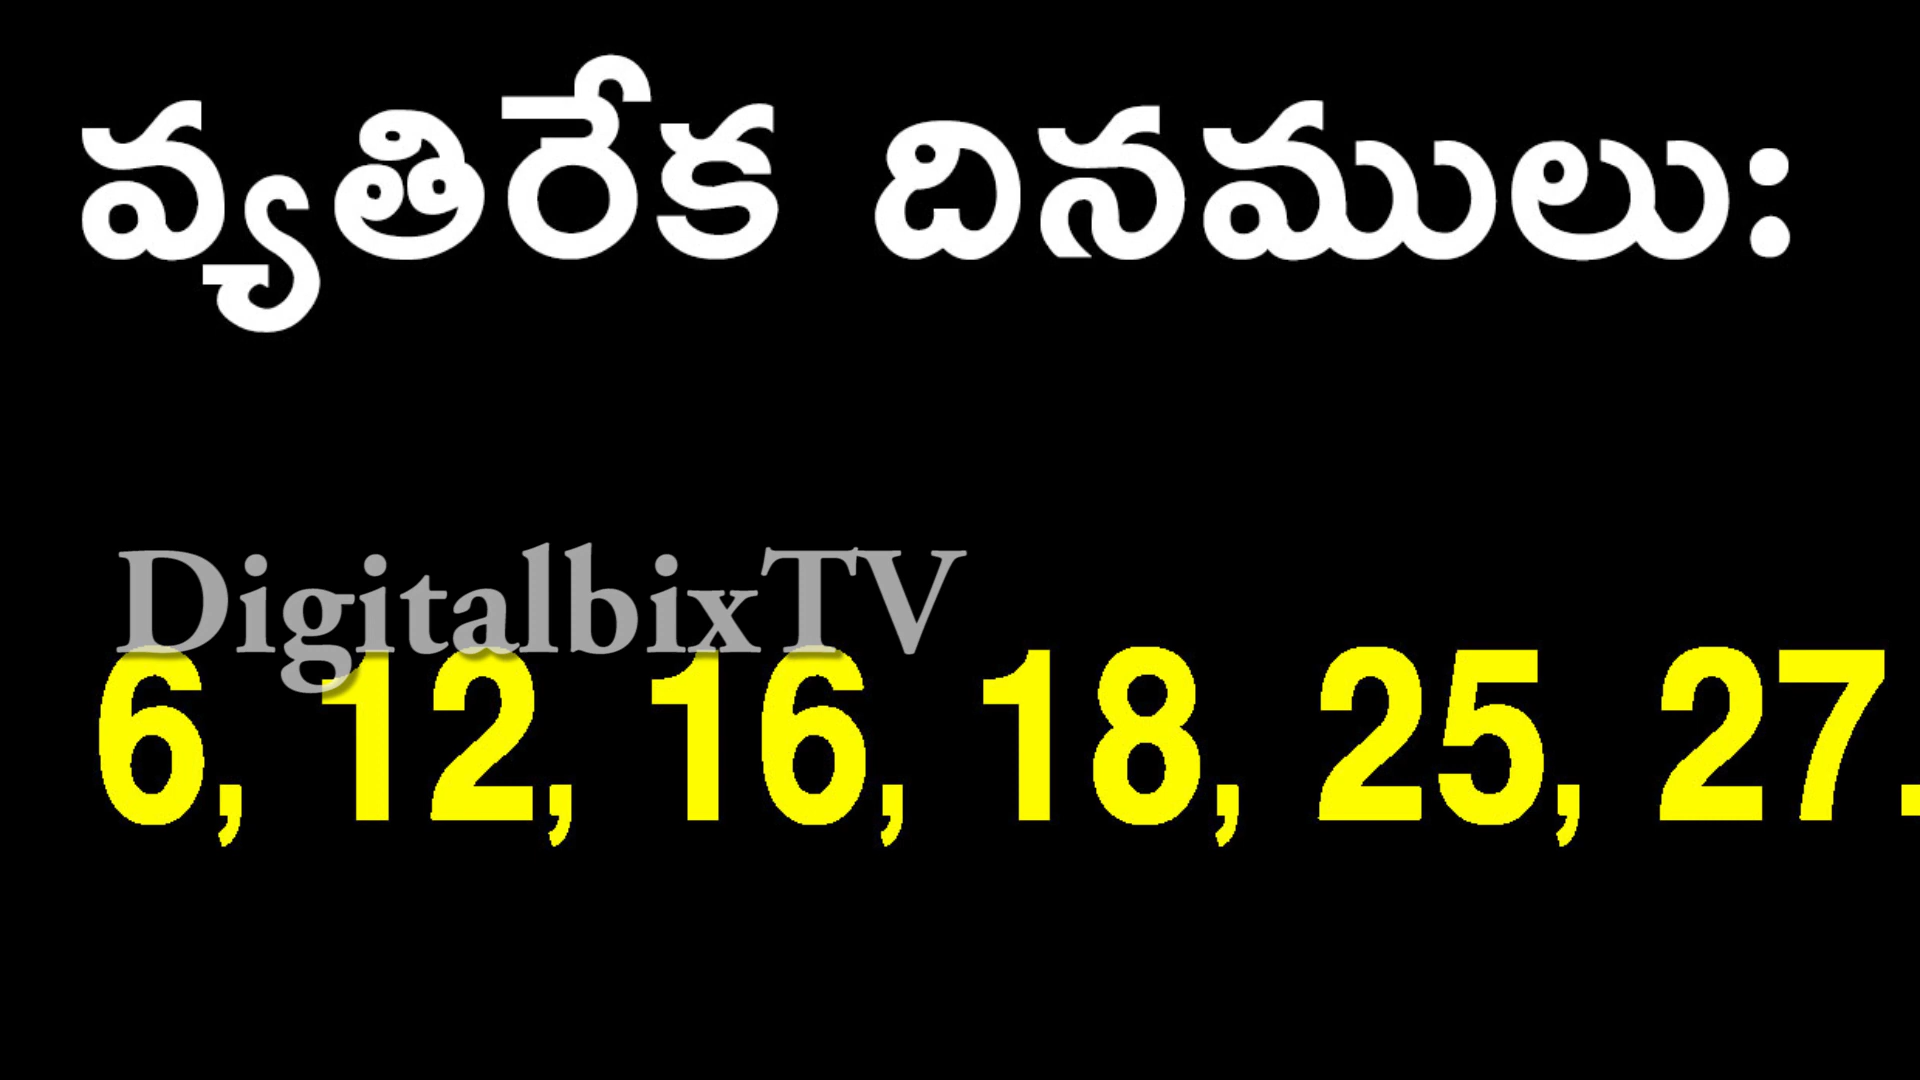 వ్యతిరేక దినములు:
DigitalbixTV
6, 12, 16, 18, 25, 27.